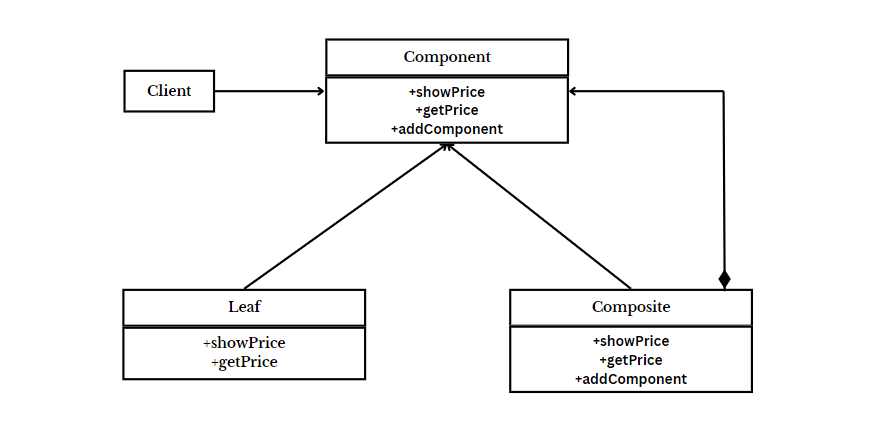 Component
Client
+showPrice
+getPrice
+addComponent
Leaf
+showPrice
+getPrice
Composite
+showPrice
+getPrice
+addComponent